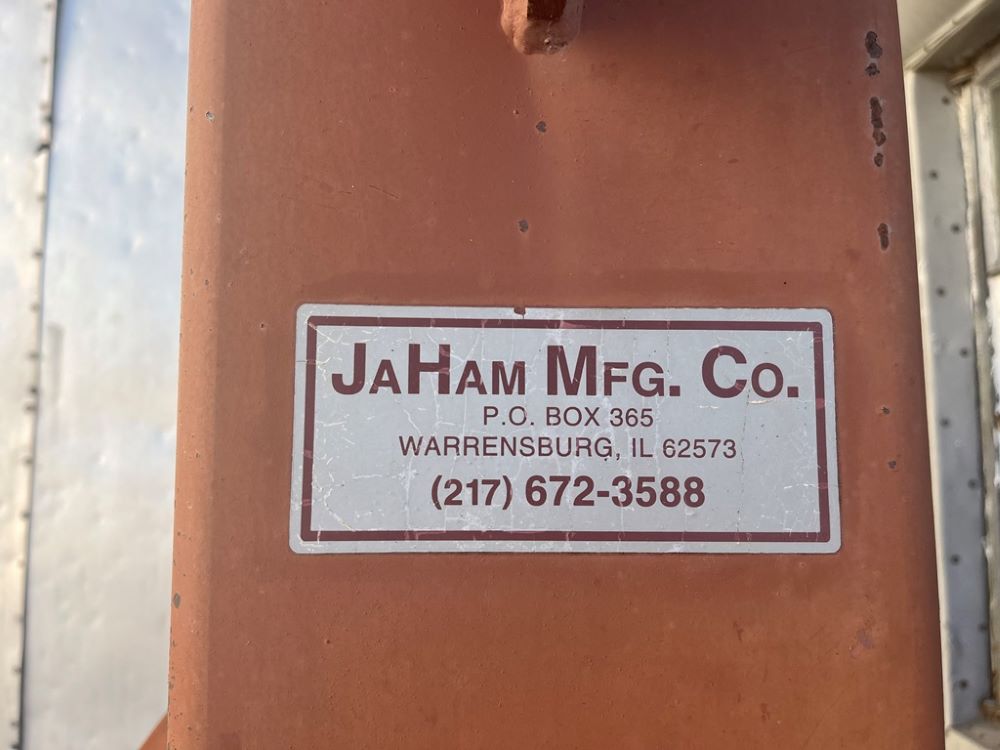 JAHAM MFG. CO.
P.O. BOX 365
WARRENSBURG, IL 62573
(217) 672-3588